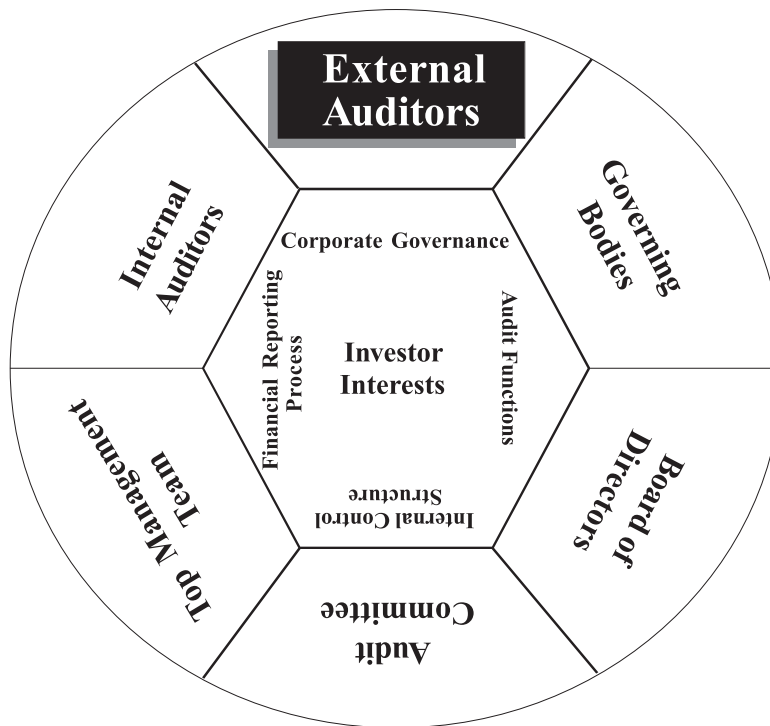 External
Auditors
Governing
Bodies
Board of
Directors
Audit
Committee
Top Management
Team
Internal
Auditors
Corporate Governance
Audit Functions
Internal Control
Structure
Financial Reporting
Process
Investor
Interests